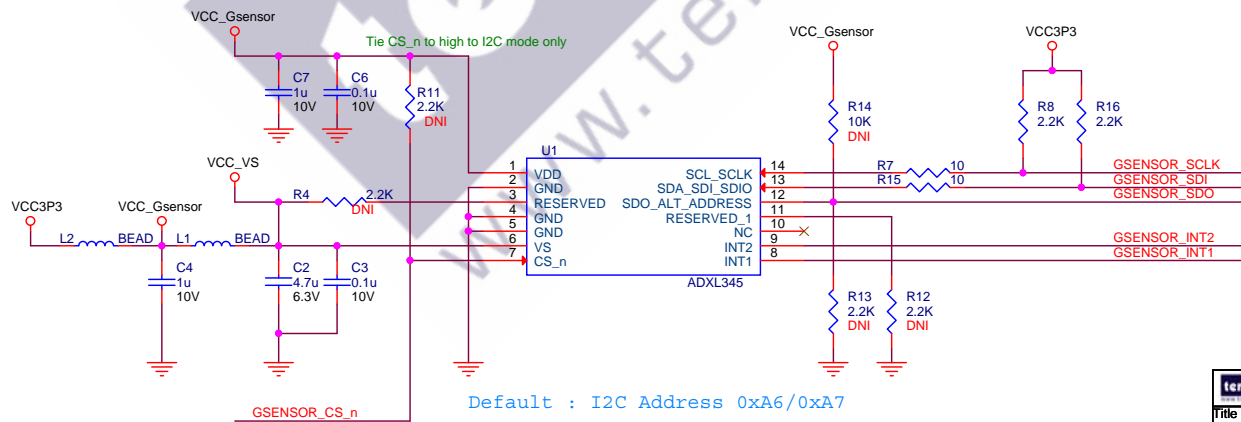 VCC_Gsensor
Tie CS_n to high to I2C mode only
C7
1u
10V
C6
0.1u
10V
R11
2.2K
DNI
VCC_Gsensor
R14
10K
DNI
VCC3P3
R8
2.2K
R16
2.2K
VCC_VS
R4
2.2K
DNI
VCC3P3
VCC_Gsensor
L2
BEAD
L1
BEAD
C4
1u
10V
C2
4.7u
6.3V
C3
0.1u
10V
U1
1 VDD
2 GND
3 RESERVED
4 GND
5 GND
6 VS
7 CS_n
SCL_SCLK 14
SDA_SDI_SDIO 13
SDO_ALT_ADDRESS 12
RESERVED_1 11
NC 10
INT2 9
INT1 8
ADXL345
R7 10
R15 10
GSENSOR_SCLK
GSENSOR_SDI
GSENSOR_SDO
GSENSOR_INT2
GSENSOR_INT1
R13
2.2K
DNI
R12
2.2K
DNI
GSENSOR_CS_n
Default : I2C Address 0xA6/0xA7
www.te
ter
Title